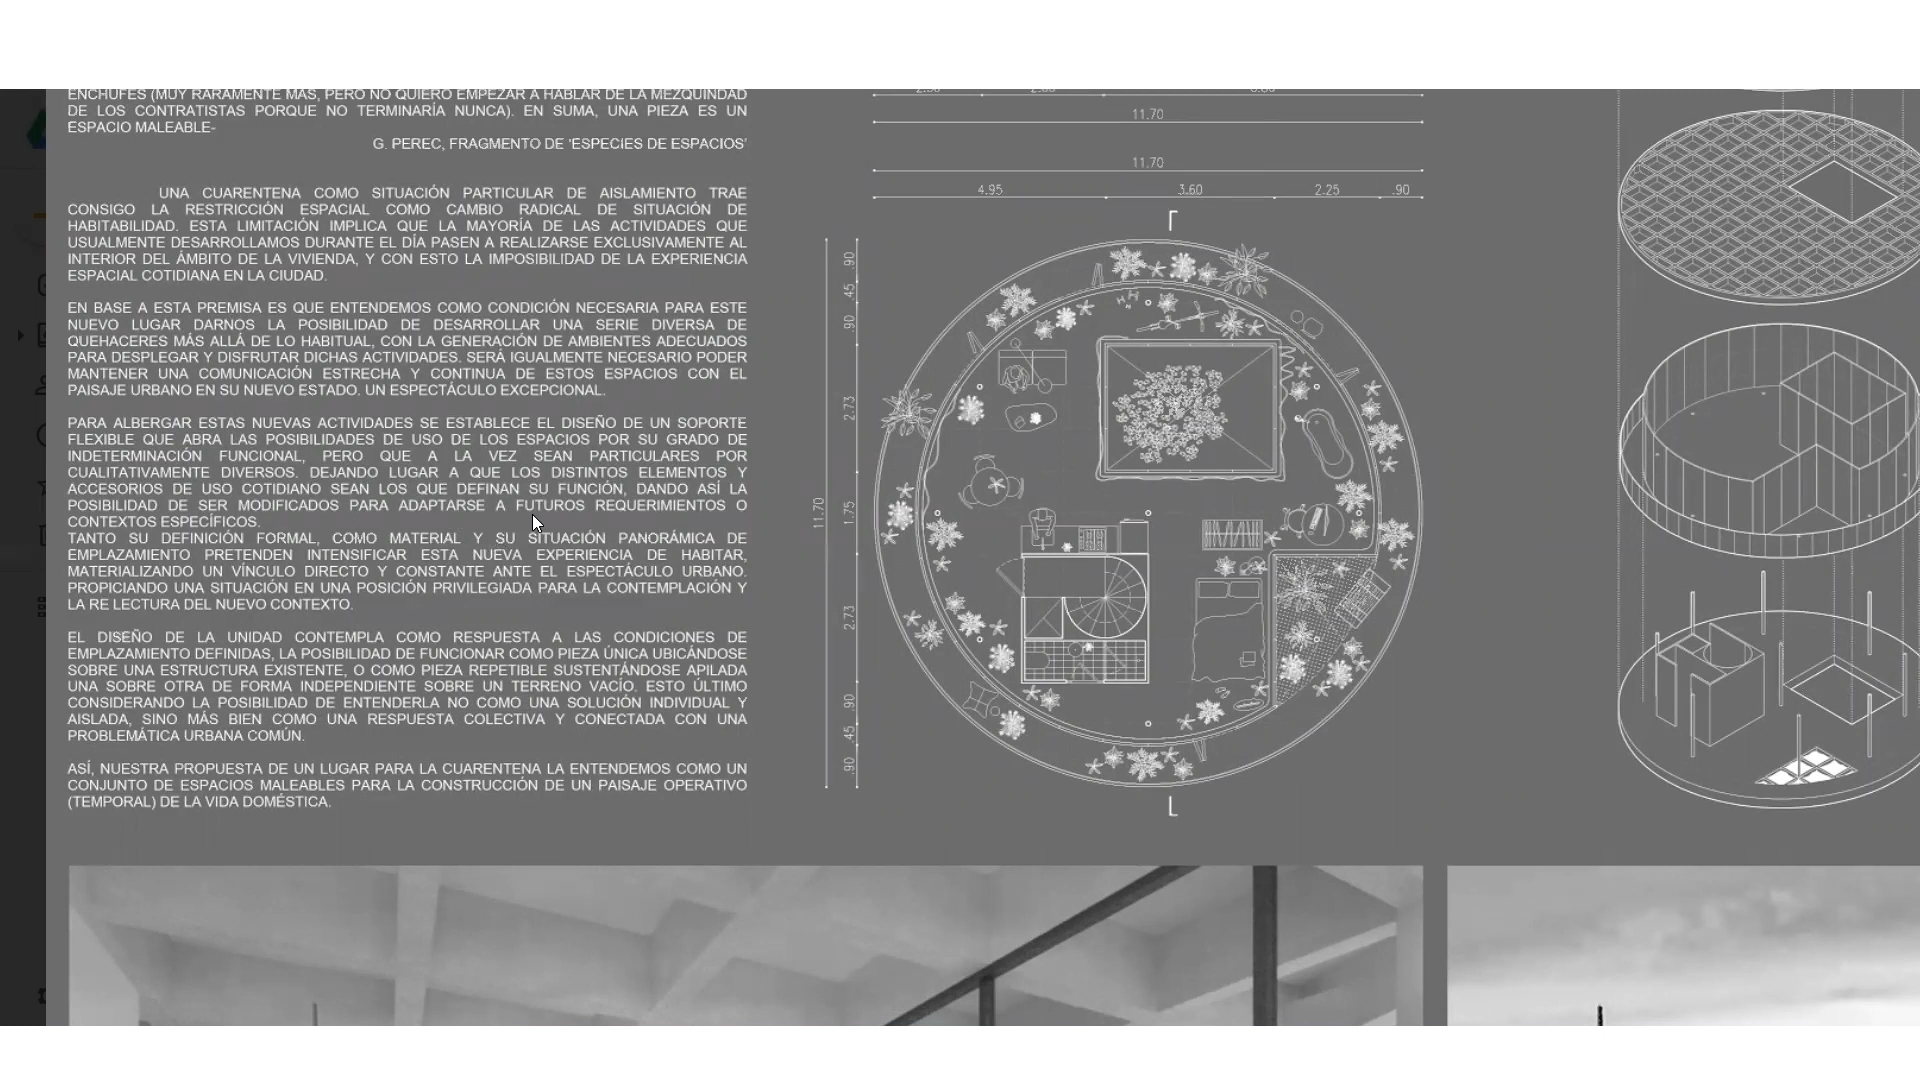 ENCHUFES (MUY RARAMENTE MÁS, PERO NO QUIERO EMPEZAR A HABLAR DE LA MEZQUINDAD
DE LOS CONTRATISTAS PORQUE NO TERMINARÍA NUNCA). EN SUMA, UNA PIEZA ES UN
ESPACIO MALEABLE-
G. PEREC, FRAGMENTO DE 'ESPECIES DE ESPACIOS'
UNA CUARENTENA COMO SITUACIÓN PARTICULAR DE AISLAMIENTO TRAE
CONSIGO LA RESTRICCIÓN ESPACIAL COMO CAMBIO RADICAL DE SITUACIÓN DE
HABITABILIDAD. ESTA LIMITACIÓN IMPLICA QUE LA MAYORÍA DE LAS ACTIVIDADES QUE
USUALMENTE DESARROLLAMOS DURANTE EL DÍA PASEN A REALIZARSE EXCLUSIVAMENTE AL
INTERIOR DEL ÁMBITO DE LA VIVIENDA, Y CON ESTO LA IMPOSIBILIDAD DE LA EXPERIENCIA
ESPACIAL COTIDIANA EN LA CIUDAD.
EN BASE A ESTA PREMISA ES QUE ENTENDEMOS COMO CONDICIÓN NECESARIA PARA ESTE
NUEVO LUGAR DARNOS LA POSIBILIDAD DE DESARROLLAR UNA SERIE DIVERSA DE
QUEHACERES MÁS ALLÁ DE LO HABITUAL, CON LA GENERACIÓN DE AMBIENTES ADECUADOS
PARA DESPLEGAR Y DISFRUTAR DICHAS ACTIVIDADES. SERÁ IGUALMENTE NECESARIO PODER
MANTENER UNA COMUNICACIÓN ESTRECHA Y CONTINUA DE ESTOS ESPACIOS CON EL
PAISAJE URBANO EN SU NUEVO ESTADO. UN ESPECTÁCULO EXCEPCIONAL.
PARA ALBERGAR ESTAS NUEVAS ACTIVIDADES SE ESTABLECE EL DISEÑO DE UN SOPORTE
FLEXIBLE QUE ABRA LAS POSIBILIDADES DE USO DE LOS ESPACIOS POR SU GRADO DE
INDETERMINACIÓN FUNCIONAL, PERO QUE A LA VEZ SEAN PARTICULARES POR
CUALITATIVAMENTE DIVERSOS. DEJANDO LUGAR A QUE LOS DISTINTOS ELEMENTOS Y
ACCESORIOS DE USO COTIDIANO SEAN LOS QUE DEFINAN SU FUNCIÓN, DANDO ASÍ LA
POSIBILIDAD DE SER MODIFICADOS PARA ADAPTARSE A FUTUROS REQUERIMIENTOS O
CONTEXTOS ESPECÍFICOS.
TANTO SU DEFINICIÓN FORMAL, COMO MATERIAL Y SU SITUACIÓN PANORÁMICA DE
EMPLAZAMIENTO PRETENDEN INTENSIFICAR ESTA NUEVA EXPERIENCIA DE HABITAR,
MATERIALIZANDO UN VÍNCULO DIRECTO Y CONSTANTE ANTE EL ESPECTÁCULO URBANO.
PROPICIANDO UNA SITUACIÓN EN UNA POSICIÓN PRIVILEGIADA PARA LA CONTEMPLACIÓN Y
LA RE LECTURA DEL NUEVO CONTEXTO.
EL DISEÑO DE LA UNIDAD CONTEMPLA COMO RESPUESTA A LAS CONDICIONES DE
EMPLAZAMIENTO DEFINIDAS, LA POSIBILIDAD DE FUNCIONAR COMO PIEZA ÚNICA UBICÁNDOSE
SOBRE UNA ESTRUCTURA EXISTENTE, O COMO PIEZA REPETIBLE SUSTENTÁNDOSE APILADA
UNA SOBRE OTRA DE FORMA INDEPENDIENTE SOBRE UN TERRENO VACÍO. ESTO ÚLTIMO
CONSIDERANDO LA POSIBILIDAD DE ENTENDERLA NO COMO UNA SOLUCIÓN INDIVIDUAL Y
AISLADA, SINO MÁS BIEN COMO UNA RESPUESTA COLECTIVA Y CONECTADA CON UNA
PROBLEMÁTICA URBANA COMÚN.
ASÍ, NUESTRA PROPUESTA DE UN LUGAR PARA LA CUARENTENA LA ENTENDEMOS COMO UN
CONJUNTO DE ESPACIOS MALEABLES PARA LA CONSTRUCCIÓN DE UN PAISAJE OPERATIVO
(TEMPORAL) DE LA VIDA DOMÉSTICA.
11.70
11.70
4.95 3.60 2.25 .90
.90
.45
.90
2.73
11.70
1.75
2.73
.90
.45
.90